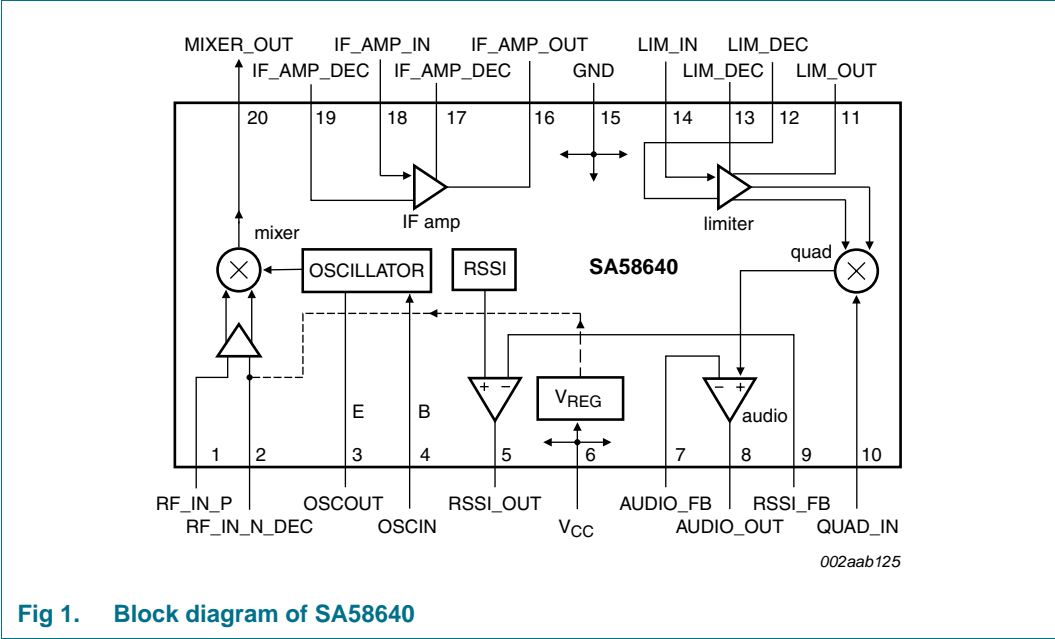 MIXER_OUT IF_AMP_IN IF_AMP_OUT LIM_IN LIM_DEC
IF_AMP_DEC IF_AMP_DEC GND LIM_DEC LIM_OUT
20 19 18 17 16 15 14 13 12 11
IF amp
limiter
mixer
quad
OSCILLATOR
RSSI
SA58640
+ −
VREG
− +
audio
E B
1 2 3 4 5 6 7 8 9 10
RF_IN_P OSCOUT RSSI_OUT AUDIO_FB RSSI_FB
RF_IN_N_DEC OSCIN VCC AUDIO_OUT QUAD_IN
002aab125
Fig 1. Block diagram of SA58640